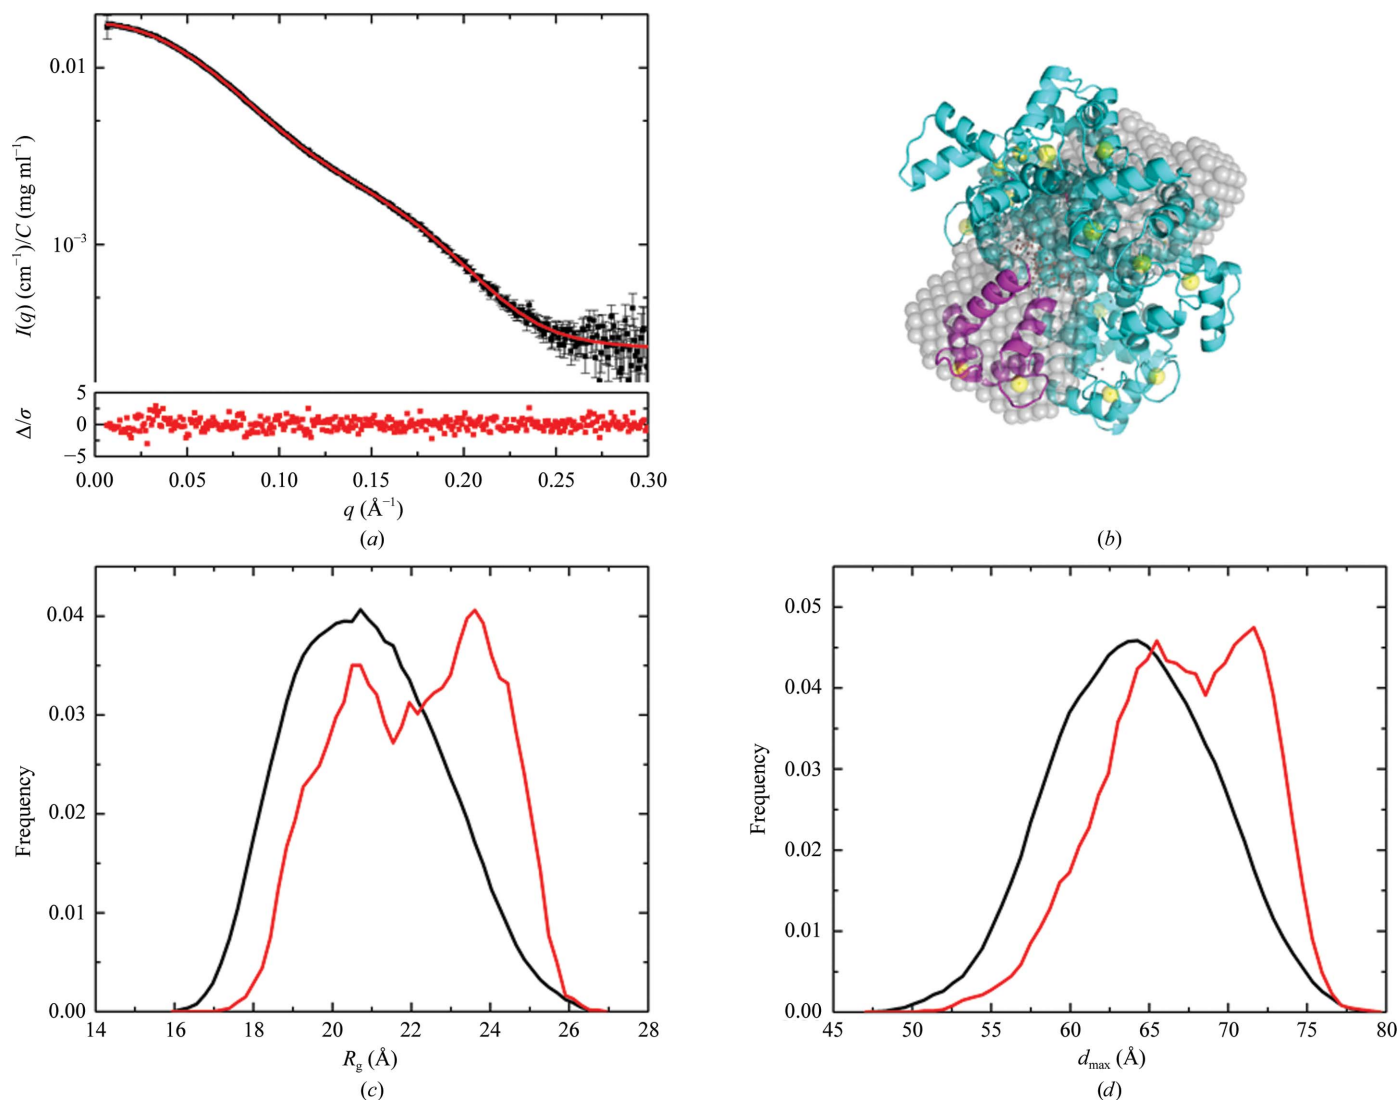 0.01
10⁻³
I(q) (cm⁻¹)/C (mg ml⁻¹)
5
0
−5
Δ/σ
0.00 0.05 0.10 0.15 0.20 0.25 0.30
q (Å⁻¹)
(a)
(b)
0.04
0.03
0.02
0.01
0.00
Frequency
14 16 18 20 22 24 26 28
R_g (Å)
(c)
0.05
0.04
0.03
0.02
0.01
0.00
Frequency
45 50 55 60 65 70 75 80
d_max (Å)
(d)